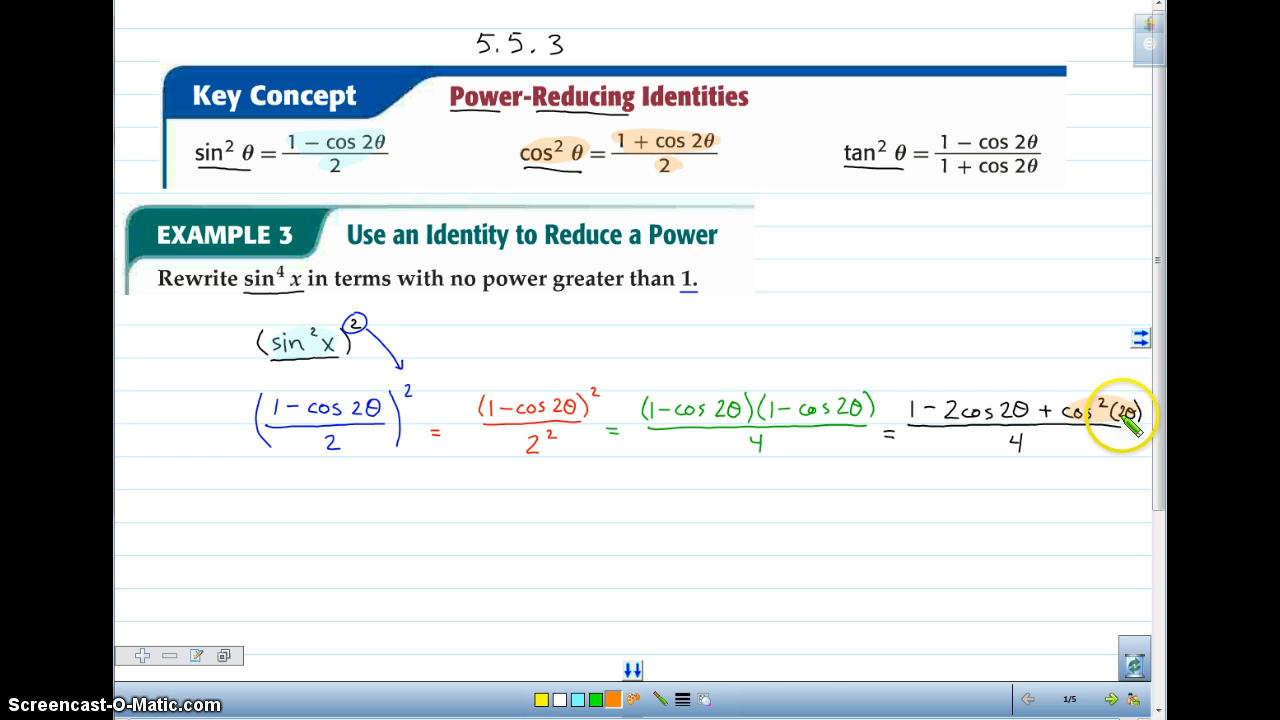 5.5.3
Key Concept Power-Reducing Identities
sin² θ = (1 − cos 2θ)/2 cos² θ = (1 + cos 2θ)/2 tan² θ = (1 − cos 2θ)/(1 + cos 2θ)
EXAMPLE 3 Use an Identity to Reduce a Power
Rewrite sin⁴ x in terms with no power greater than 1.
(sin²x)²
((1 − cos 2θ)/2)² = (1−cos 2θ)²/2² = (1−cos 2θ)(1−cos 2θ)/4 = (1 − 2cos 2θ + cos²(2θ))/4
1/5
Screencast-O-Matic.com